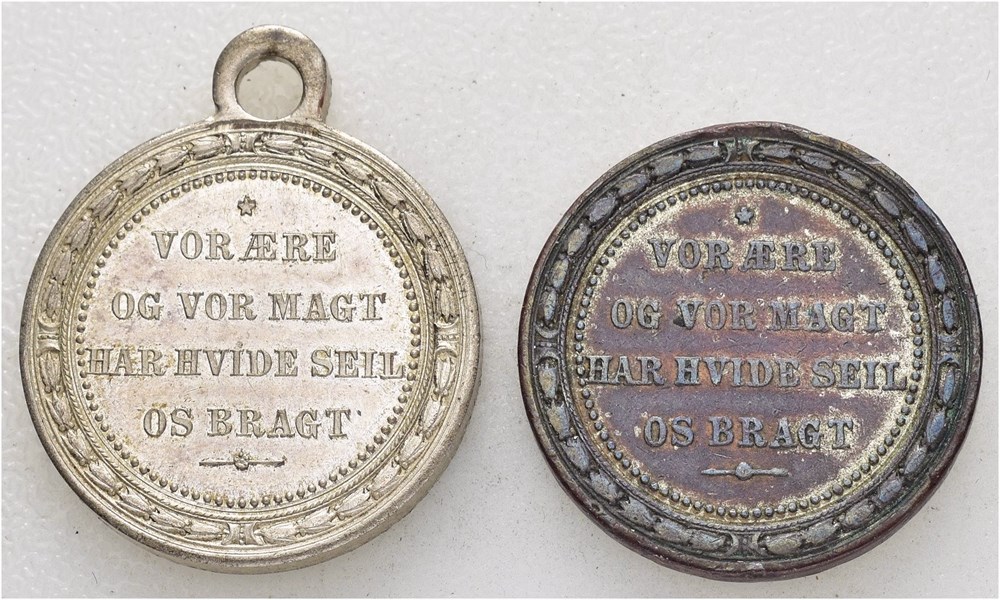 VOR ÆRE
OG VOR MAGT
HAR HVIDE SEIL
OS BRAGT
VOR ÆRE
OG VOR MAGT
HAR HVIDE SEIL
OS BRAGT